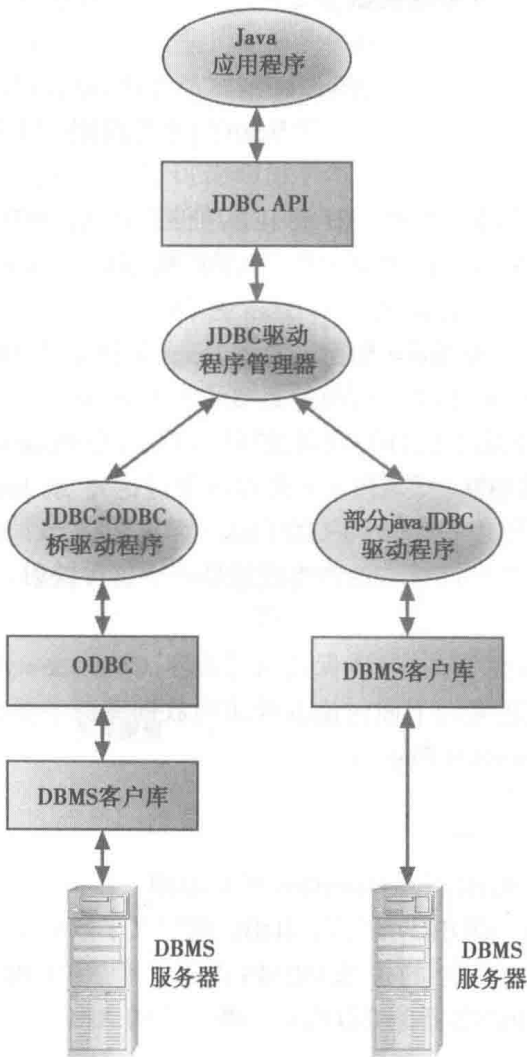 Java
应用程序
JDBC API
JDBC驱动
程序管理器
JDBC-ODBC
桥驱动程序
ODBC
DBMS客户库
DBMS
服务器
部分java JDBC
驱动程序
DBMS客户库
DBMS
服务器